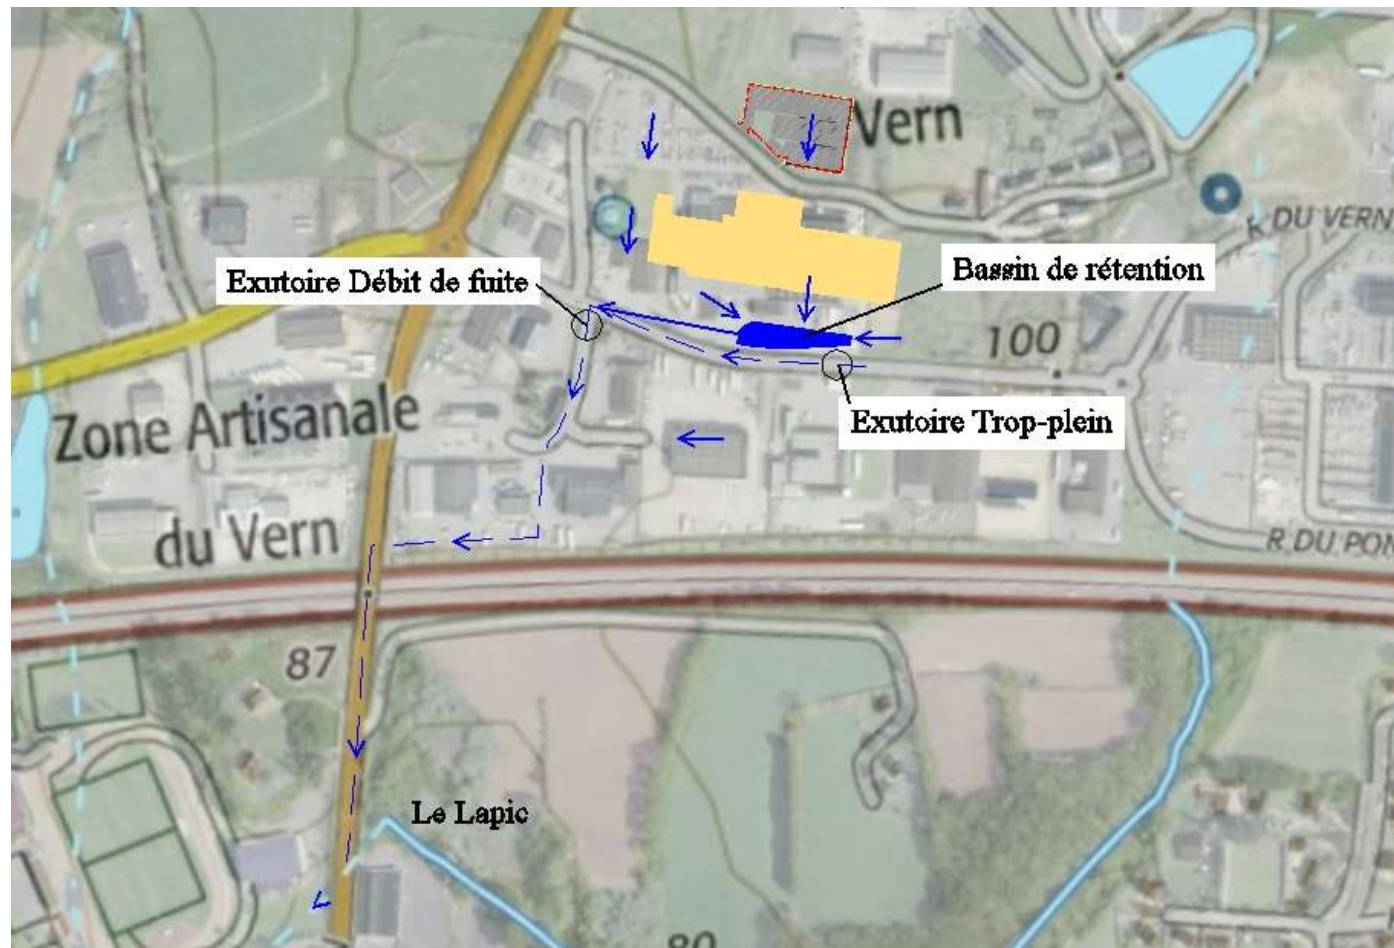 Vern
R DU VERN
Exutoire Débit de fuite
Bassin de rétention
100
Zone Artisanale
Exutoire Trop-plein
du Vern
R DU PON
87
Le Lapic
80